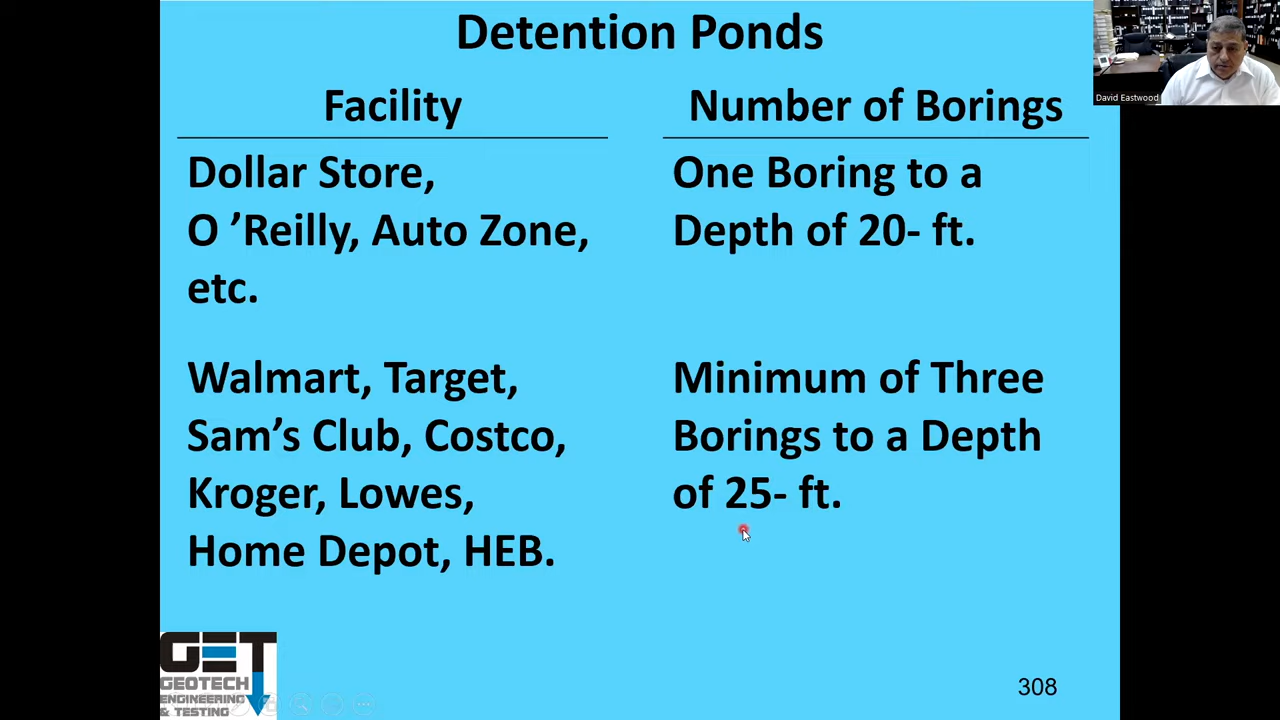 Detention Ponds
Facility
Number of Borings
Dollar Store,
O ’Reilly, Auto Zone,
etc.
One Boring to a
Depth of 20- ft.
Walmart, Target,
Sam’s Club, Costco,
Kroger, Lowes,
Home Depot, HEB.
Minimum of Three
Borings to a Depth
of 25- ft.
GET
GEOTECH
ENGINEERING
& TESTING
308
David Eastwood